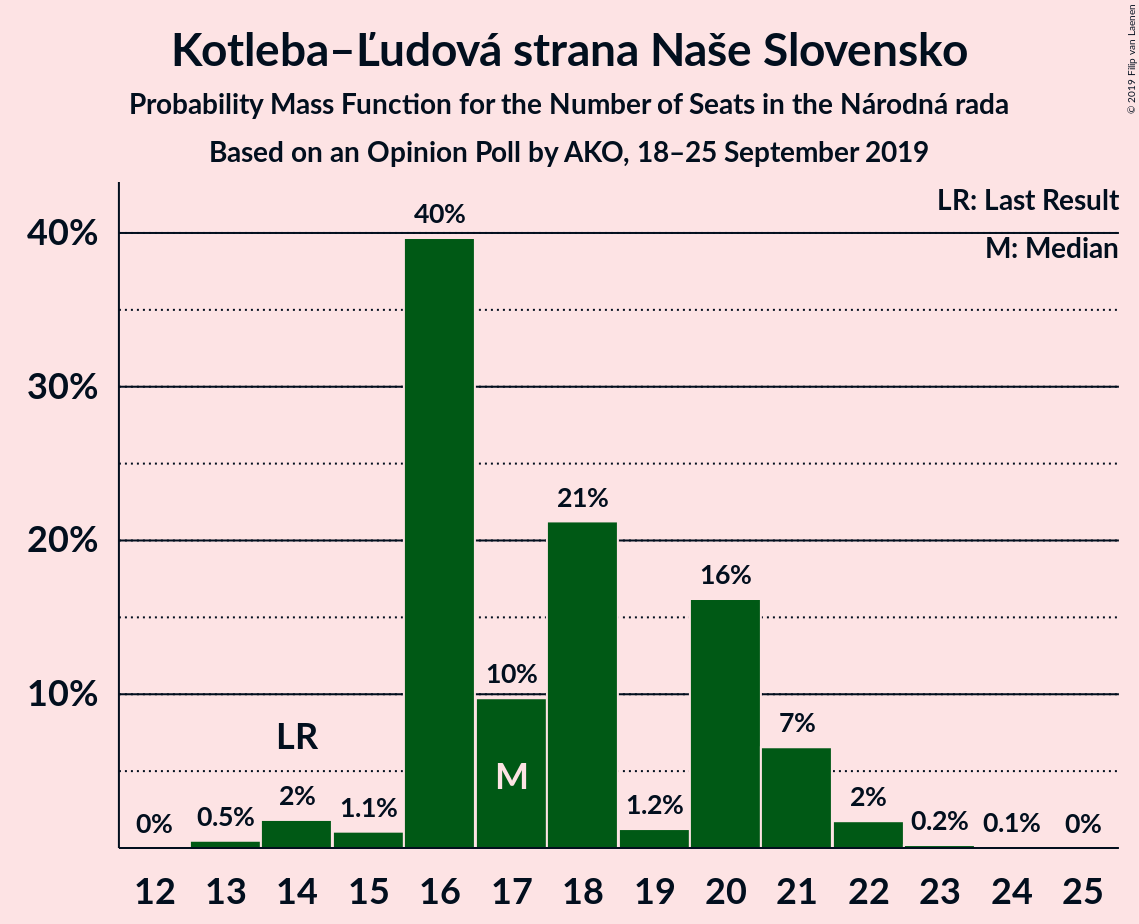 Kotleba–Ľudová strana Naše Slovensko
Probability Mass Function for the Number of Seats in the Národná rada
Based on an Opinion Poll by AKO, 18–25 September 2019
© 2019 Filip van Laenen
LR: Last Result
M: Median
40%
30%
20%
10%
0% 0.5% 2% 1.1% 40% 10% 21% 1.2% 16% 7% 2% 0.2% 0.1% 0%
LR
M
12 13 14 15 16 17 18 19 20 21 22 23 24 25